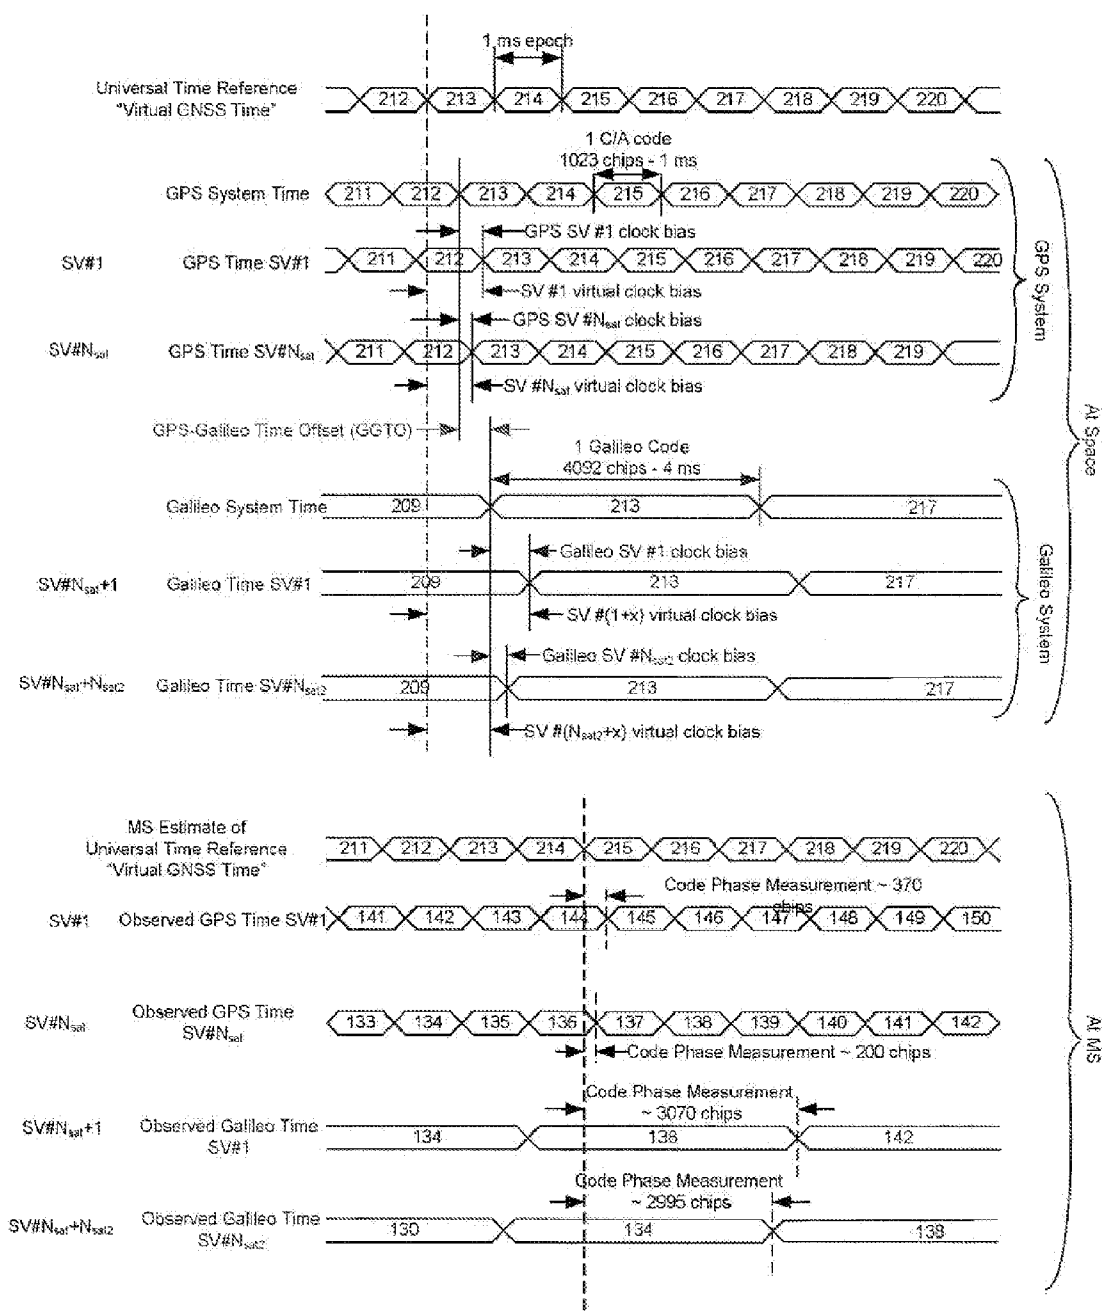 1 ms epoch
Universal Time Reference
"Virtual GNSS Time"
212 213 214 215 216 217 218 219 220
1 C/A code
1023 chips - 1 ms
GPS System Time
211 212 213 214 215 216 217 218 219 220
GPS SV #1 clock bias
SV#1 GPS Time SV#1
211 212 213 214 215 216 217 218 219 220
SV #1 virtual clock bias
GPS SV #Nsat clock bias
SV#Nsat GPS Time SV#Nsat
211 212 213 214 215 216 217 218 219
SV #Nsat virtual clock bias
GPS System
GPS-Galileo Time Offset (GGTO)
1 Galileo Code
4092 chips - 4 ms
At Space
Galileo System Time
209 213 217
Galileo SV #1 clock bias
SV#Nsat+1 Galileo Time SV#1
209 213 217
SV #(1+x) virtual clock bias
Galileo SV #Nsat2 clock bias
SV#Nsat+Nsat2 Galileo Time SV#Nsat2
209 213 217
SV #(Nsat2+x) virtual clock bias
Galileo System
MS Estimate of
Universal Time Reference
"Virtual GNSS Time"
211 212 213 214 215 216 217 218 219 220
Code Phase Measurement ~ 370
chips
SV#1 Observed GPS Time SV#1
141 142 143 144 145 146 147 148 149 150
SV#Nsat Observed GPS Time
SV#Nsat
133 134 135 136 137 138 139 140 141 142
Code Phase Measurement ~ 200 chips
At MS
Code Phase Measurement
~ 3070 chips
SV#Nsat+1 Observed Galileo Time
SV#1
134 138 142
Code Phase Measurement
~ 2995 chips
SV#Nsat+Nsat2 Observed Galileo Time
SV#Nsat2
130 134 138